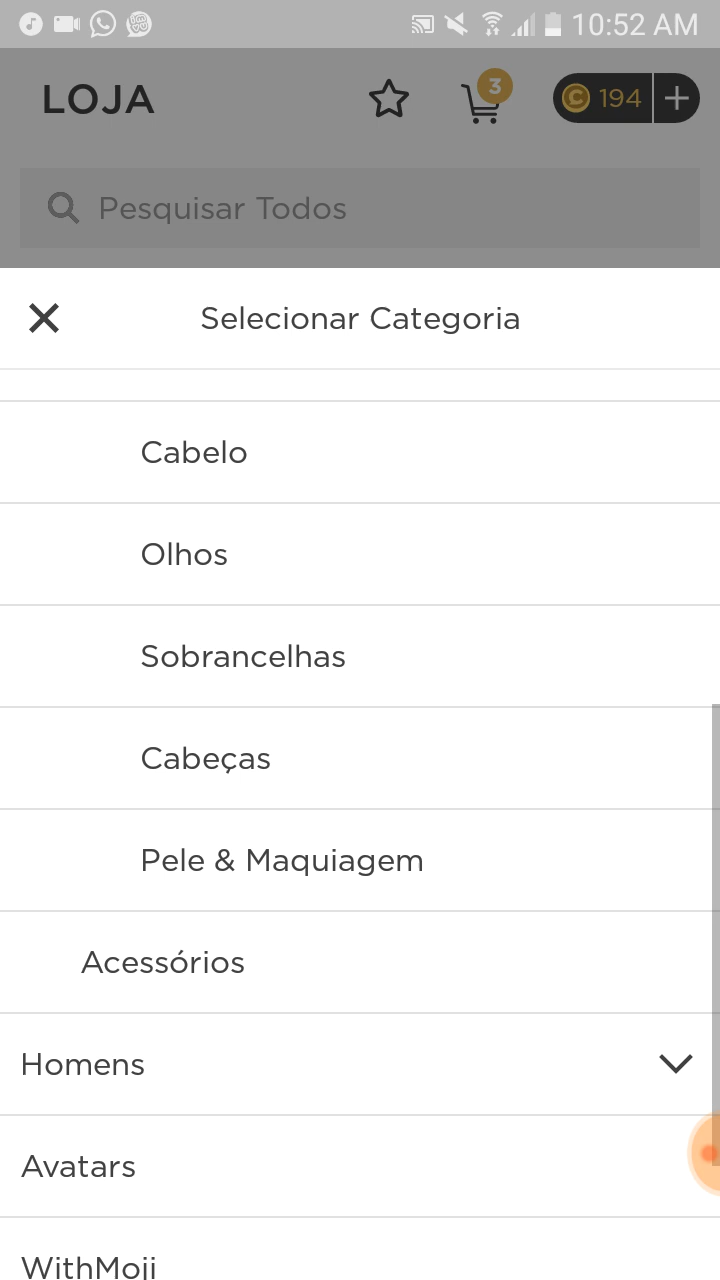 10:52 AM
LOJA
3
194
Pesquisar Todos
Selecionar Categoria
Cabelo
Olhos
Sobrancelhas
Cabeças
Pele & Maquiagem
Acessórios
Homens
Avatars
WithMoji